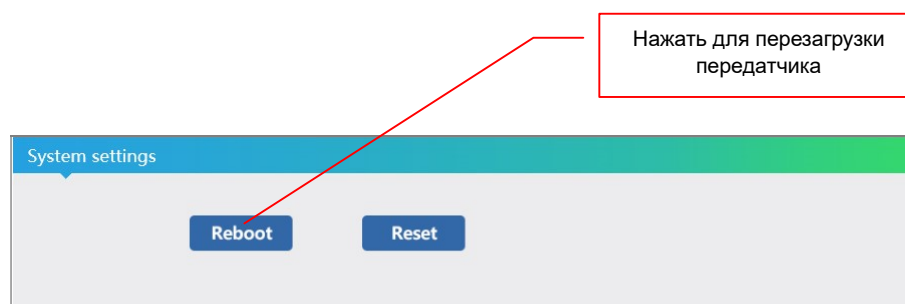 Нажать для перезагрузки
передатчика
System settings
Reboot Reset